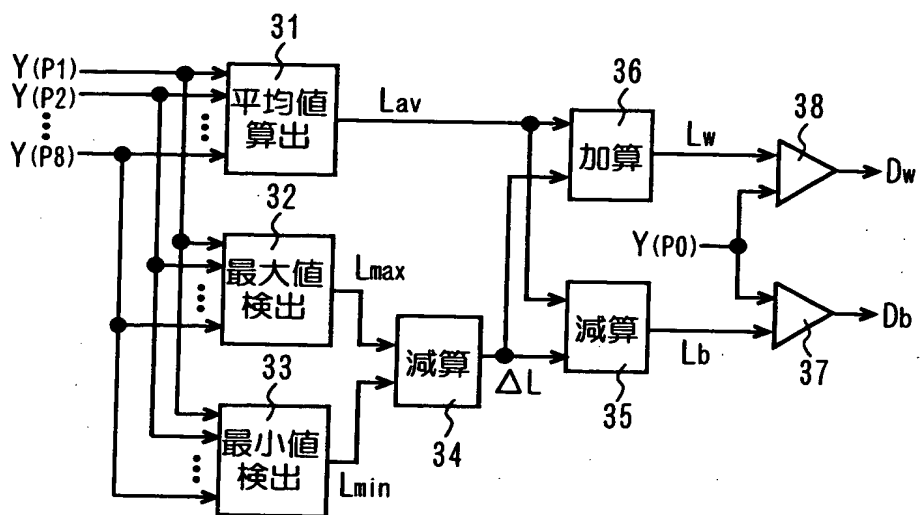 31
Y(P1)
Y(P2)
Y(P8)
平均値
算出
Lav
36
加算
Lw
38
Dw
32
最大値
検出
Lmax
Y(P0)
減算
34
ΔL
減算
35
Lb
37
Db
33
最小値
検出
Lmin